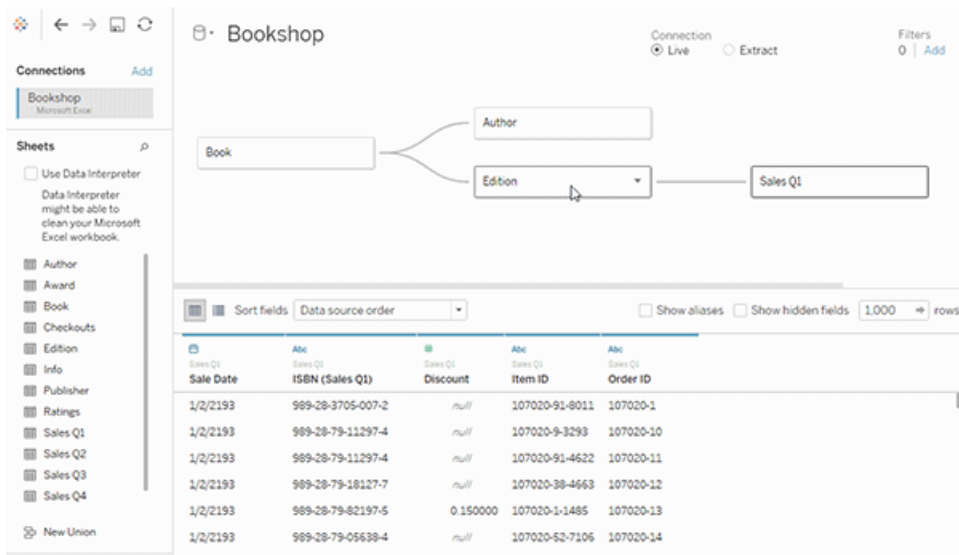 Bookshop
Connection
Live
Extract
Filters
0 | Add
Connections Add
Bookshop
Microsoft Excel
Sheets
Use Data Interpreter
Data Interpreter
might be able to
clean your Microsoft
Excel workbook.
Author
Award
Book
Checkouts
Edition
Info
Publisher
Ratings
Sales Q1
Sales Q2
Sales Q3
Sales Q4
New Union
Book
Author
Edition
Sales Q1
Sort fields Data source order Show aliases Show hidden fields 1,000 rows
Abc Abc Abc
Sales Q1 Sales Q1 Sales Q1 Sales Q1 Sales Q1
Sale Date ISBN (Sales Q1) Discount Item ID Order ID
1/2/2193 989-28-3705-007-2 null 107020-91-8011 107020-1
1/2/2193 989-28-79-11297-4 null 107020-9-3293 107020-10
1/2/2193 989-28-79-11297-4 null 107020-91-4622 107020-11
1/2/2193 989-28-79-18127-7 null 107020-38-4663 107020-12
1/2/2193 989-28-79-82197-5 0.150000 107020-1-1485 107020-13
1/2/2193 989-28-79-05638-4 null 107020-52-7106 107020-14